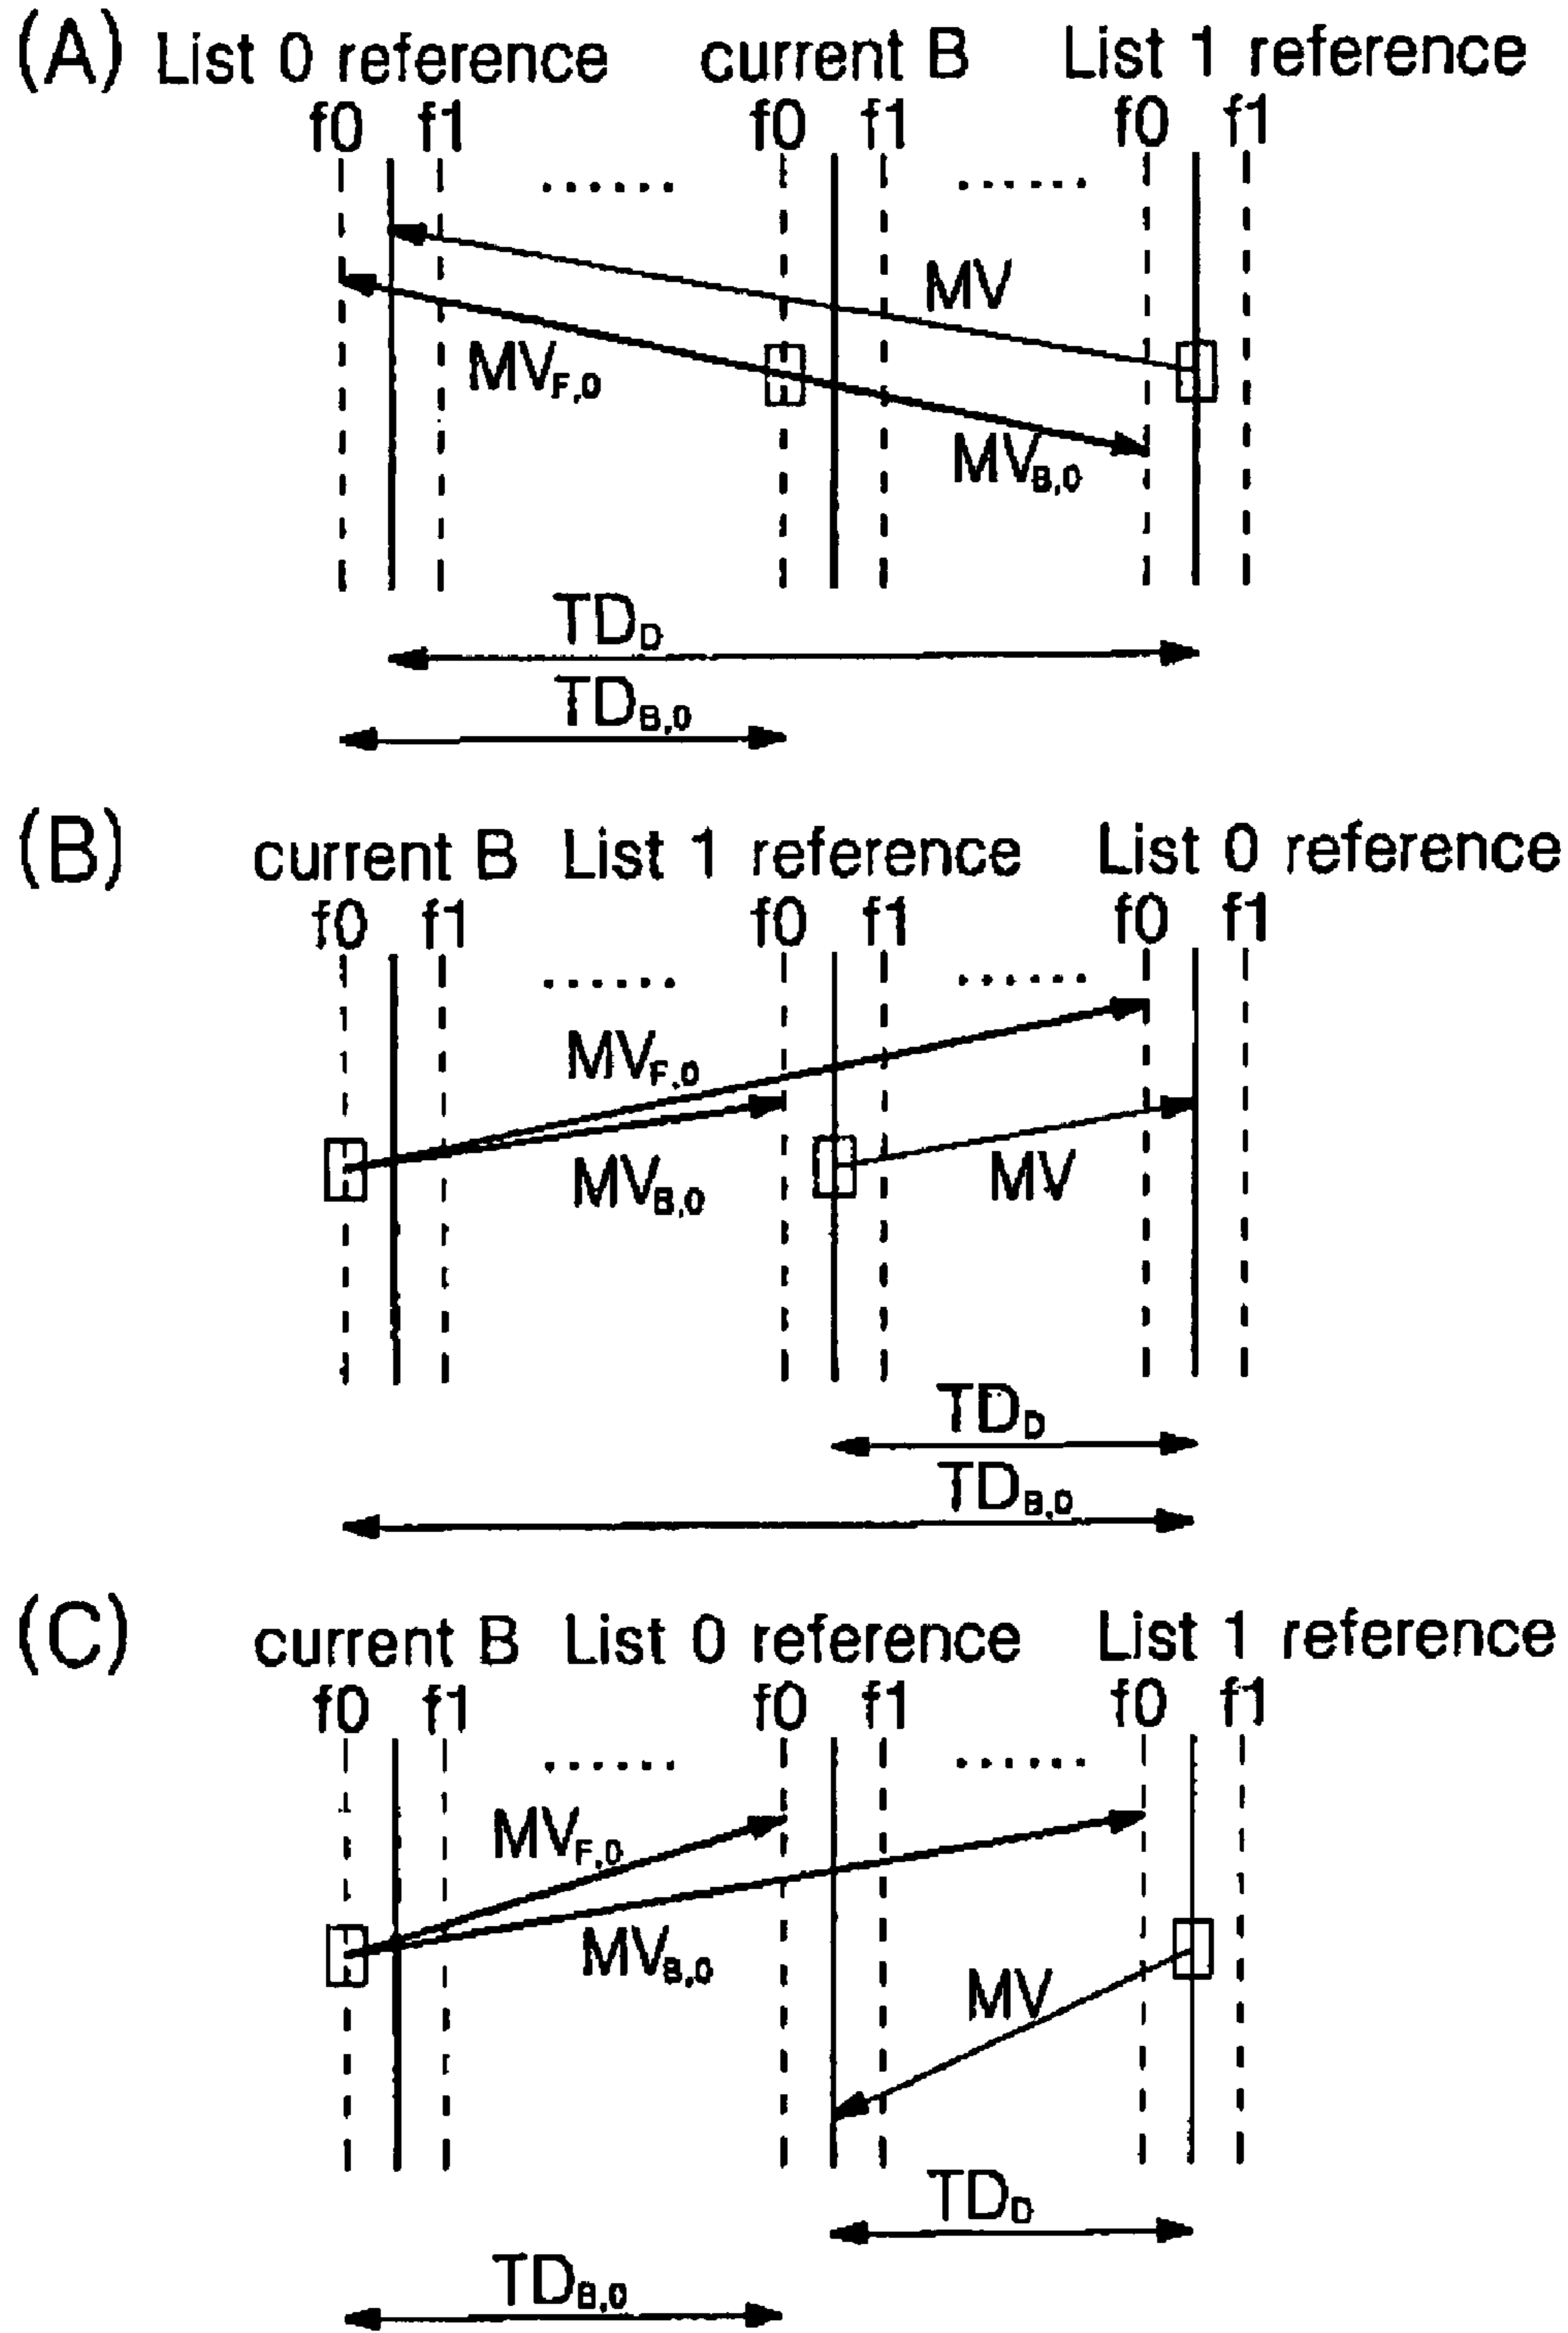 (A) List 0 reference current B List 1 reference
f0 f1 f0 f1 f0 f1
......  ......
MV
MVF,0
MVB,0
TDD
TDB,0
(B) current B List 1 reference List 0 reference
f0 f1 f0 f1 f0 f1
......  ......
MVF,0
MVB,0 MV
TDD
TDB,0
(C) current B List 0 reference List 1 reference
f0 f1 f0 f1 f0 f1
......  ......
MVF,0
MVB,0
MV
TDD
TDB,0